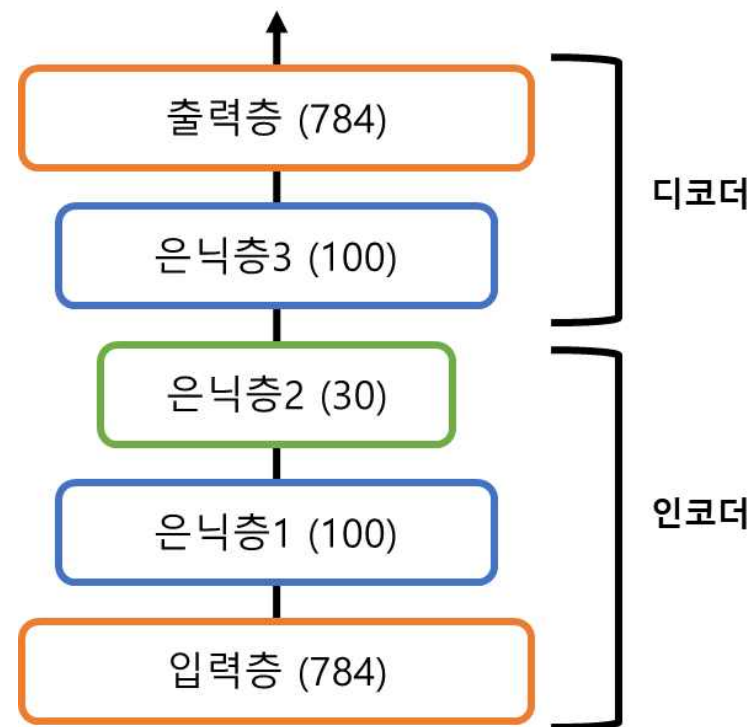 출력층 (784)
디코더
은닉층3 (100)
은닉층2 (30)
인코더
은닉층1 (100)
입력층 (784)